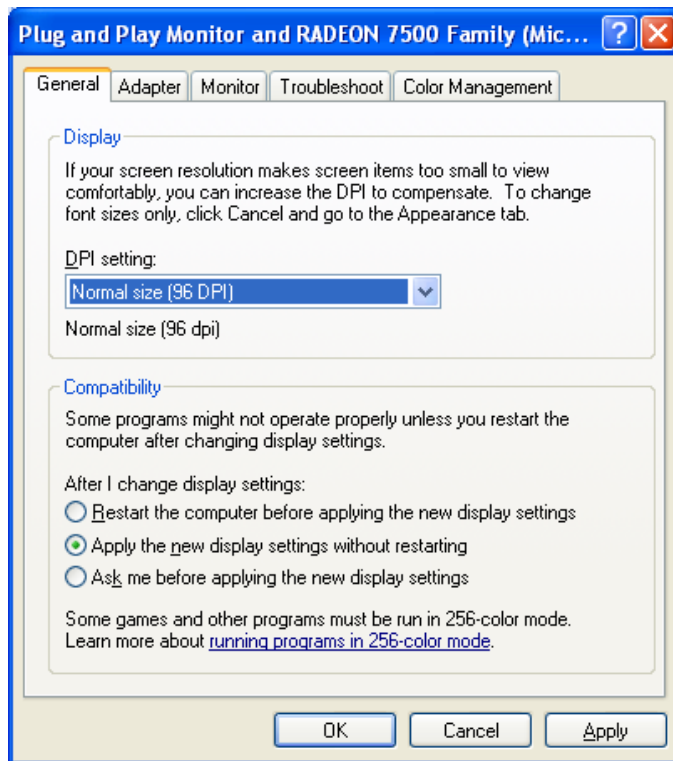 Plug and Play Monitor and RADEON 7500 Family (Mic...
General Adapter Monitor Troubleshoot Color Management
Display
If your screen resolution makes screen items too small to view
comfortably, you can increase the DPI to compensate. To change
font sizes only, click Cancel and go to the Appearance tab.
DPI setting:
Normal size (96 DPI)
Normal size (96 dpi)
Compatibility
Some programs might not operate properly unless you restart the
computer after changing display settings.
After I change display settings:
Restart the computer before applying the new display settings
Apply the new display settings without restarting
Ask me before applying the new display settings
Some games and other programs must be run in 256-color mode.
Learn more about running programs in 256-color mode.
OK Cancel Apply